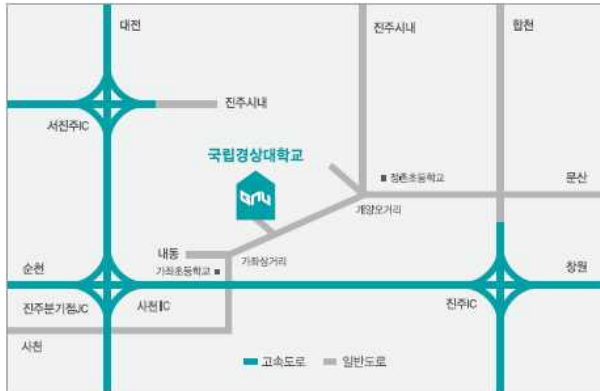 대전
진주시내
합천
진주시내
서진주IC
국립경상대학교
GNU
정촌초등학교
문산
개양오거리
내동
가좌삼거리
순천
가좌초등학교
창원
진주분기점JC
사천IC
진주IC
사천
고속도로
일반도로